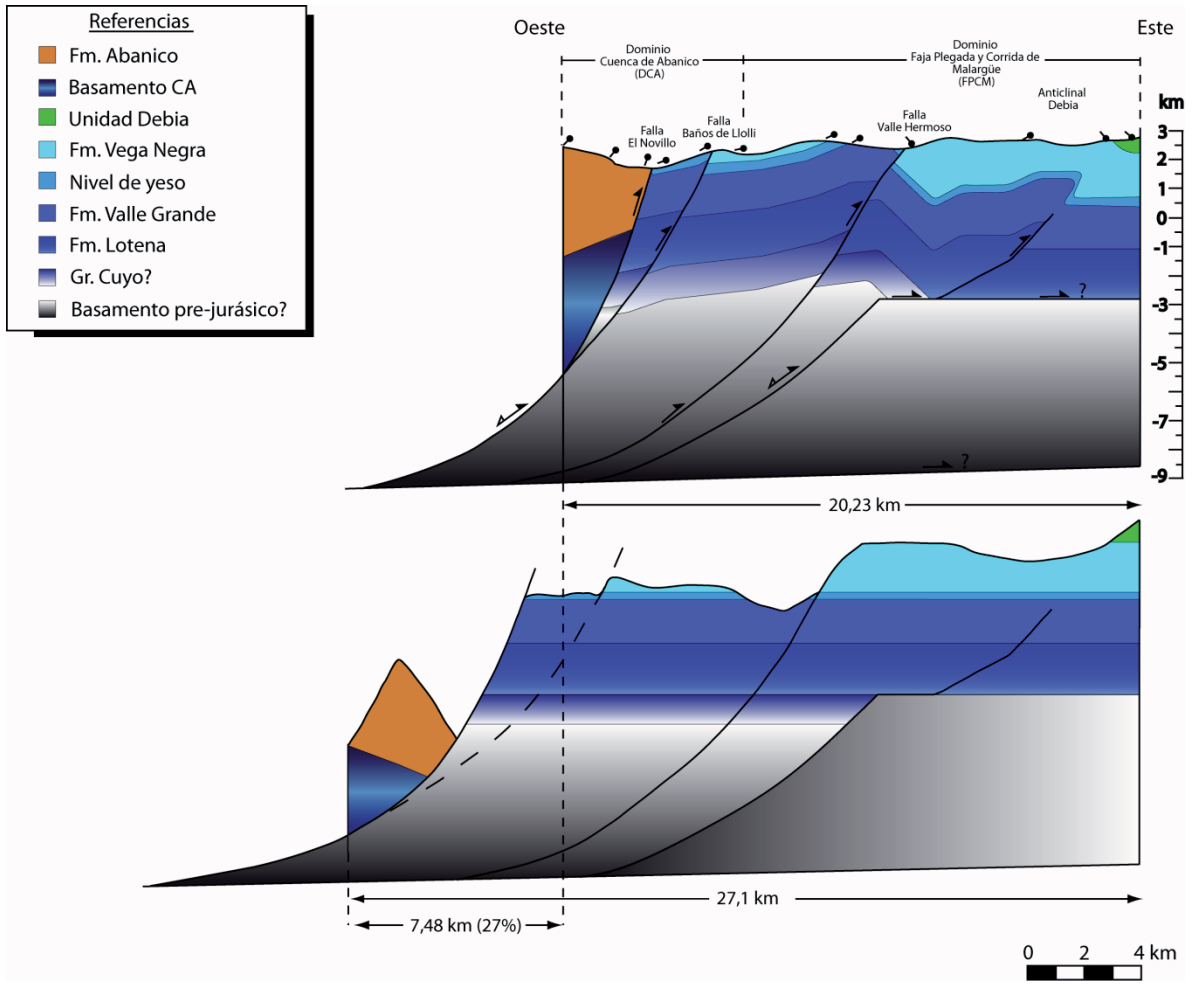 Referencias
Fm. Abanico
Basamento CA
Unidad Debia
Fm. Vega Negra
Nivel de yeso
Fm. Valle Grande
Fm. Lotena
Gr. Cuyo?
Basamento pre-jurásico?
Oeste
Este
Dominio
Cuenca de Abanico
(DCA)
Dominio
Faja Plegada y Corrida de
Malargüe
(FPCM)
Falla
El Novillo
Falla
Baños de Llolli
Falla
Valle Hermoso
Anticlinal
Debia
km
3
2
1
0
-1
-3
-5
-7
-9
?
?
20,23 km
27,1 km
7,48 km (27%)
0 2 4 km